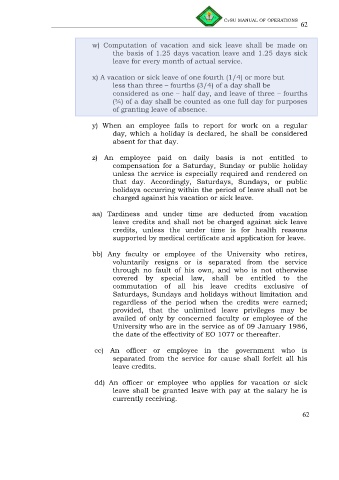 CvSU MANUAL OF OPERATIONS
62
w) Computation of vacation and sick leave shall be made on
the basis of 1.25 days vacation leave and 1.25 days sick
leave for every month of actual service.
x) A vacation or sick leave of one fourth (1/4) or more but
less than three – fourths (3/4) of a day shall be
considered as one – half day, and leave of three – fourths
(¾) of a day shall be counted as one full day for purposes
of granting leave of absence.
y) When an employee fails to report for work on a regular
day, which a holiday is declared, he shall be considered
absent for that day.
z) An employee paid on daily basis is not entitled to
compensation for a Saturday, Sunday or public holiday
unless the service is especially required and rendered on
that day. Accordingly, Saturdays, Sundays, or public
holidays occurring within the period of leave shall not be
charged against his vacation or sick leave.
aa) Tardiness and under time are deducted from vacation
leave credits and shall not be charged against sick leave
credits, unless the under time is for health reasons
supported by medical certificate and application for leave.
bb) Any faculty or employee of the University who retires,
voluntarily resigns or is separated from the service
through no fault of his own, and who is not otherwise
covered by special law, shall be entitled to the
commutation of all his leave credits exclusive of
Saturdays, Sundays and holidays without limitation and
regardless of the period when the credits were earned;
provided, that the unlimited leave privileges may be
availed of only by concerned faculty or employee of the
University who are in the service as of 09 January 1986,
the date of the effectivity of EO 1077 or thereafter.
cc) An officer or employee in the government who is
separated from the service for cause shall forfeit all his
leave credits.
dd) An officer or employee who applies for vacation or sick
leave shall be granted leave with pay at the salary he is
currently receiving.
62